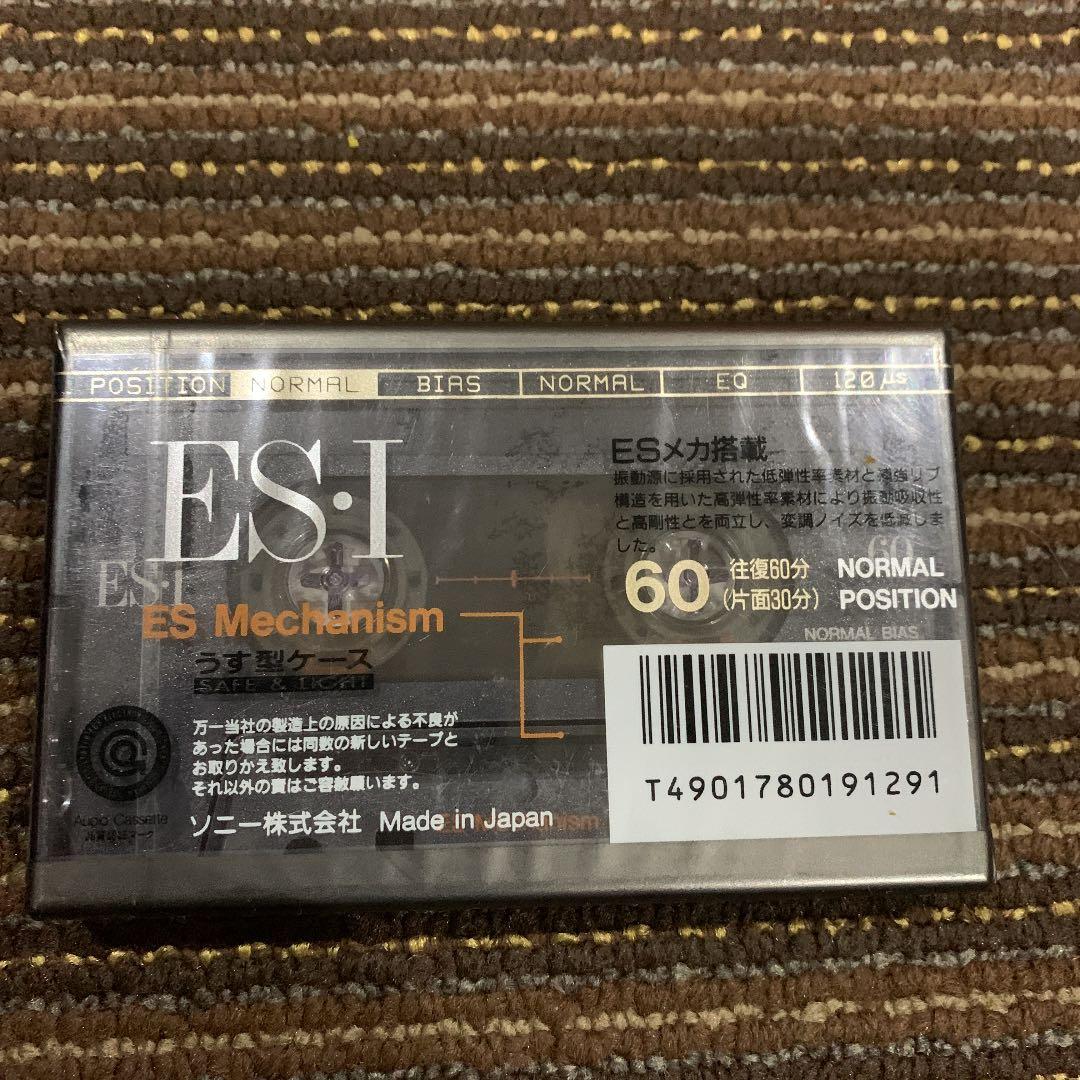 POSITION NORMAL BIAS NORMAL EQ 120μs
ES・I
ESメカ搭載
振動源に採用された低弾性率素材と補強リブ
構造を用いた高弾性率素材により振動吸収性
と高剛性とを両立し、変調ノイズを低減しま
した。
60 往復60分 NORMAL
(片面30分) POSITION
60
ES・I
NORMAL BIAS
ES Mechanism
うす型ケース
SAFE & LIGHT
万一当社の製造上の原因による不良が
あった場合には同数の新しいテープと
お取りかえ致します。
それ以外の責はご容赦願います。
ソニー株式会社 Made in Japan
Audio Cassette
T4901780191291